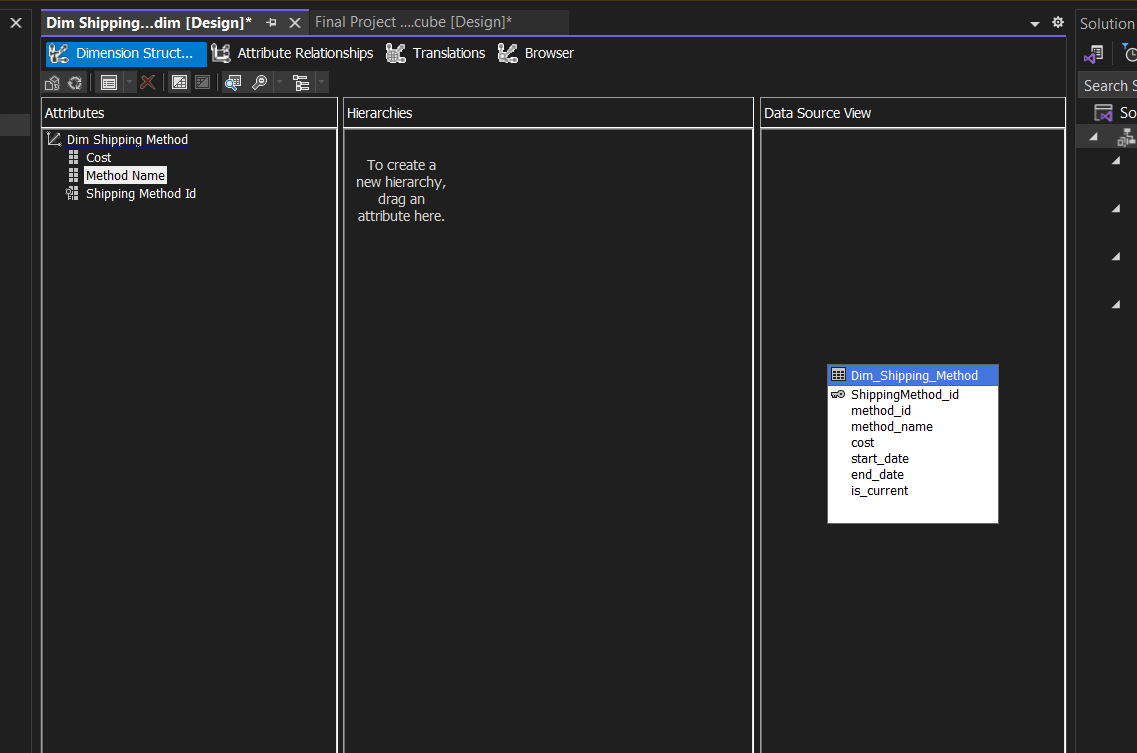 Dim Shipping...dim [Design]*
Final Project ....cube [Design]*
Solution
Dimension Struct...
Attribute Relationships
Translations
Browser
Search S
Attributes
Hierarchies
Data Source View
So
Dim Shipping Method
Cost
Method Name
Shipping Method Id
To create a
new hierarchy,
drag an
attribute here.
Dim_Shipping_Method
ShippingMethod_id
method_id
method_name
cost
start_date
end_date
is_current